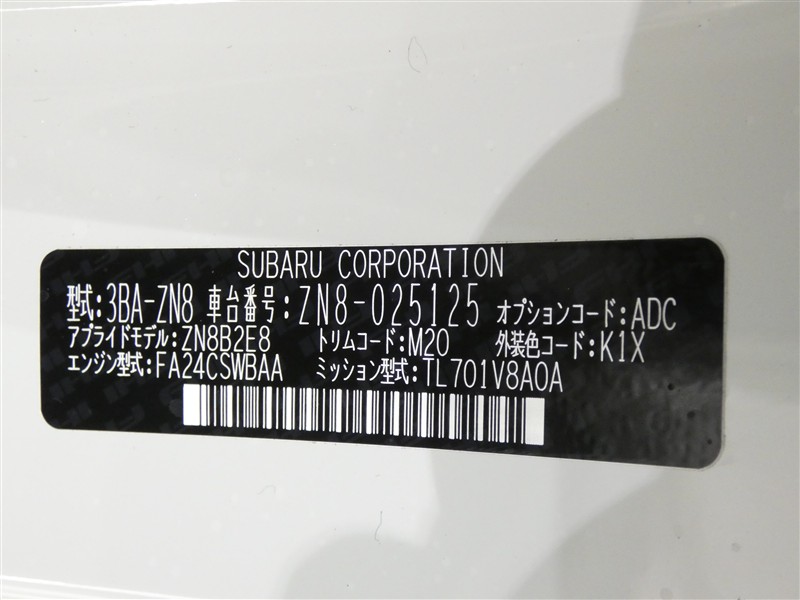 SUBARU CORPORATION
型式:3BA-ZN8 車台番号:ZN8-025125 オプションコード:ADC
アプライドモデル:ZN8B2E8 トリムコード:M20 外装色コード:K1X
エンジン型式:FA24CSWBAA ミッション型式:TL701V8A0A